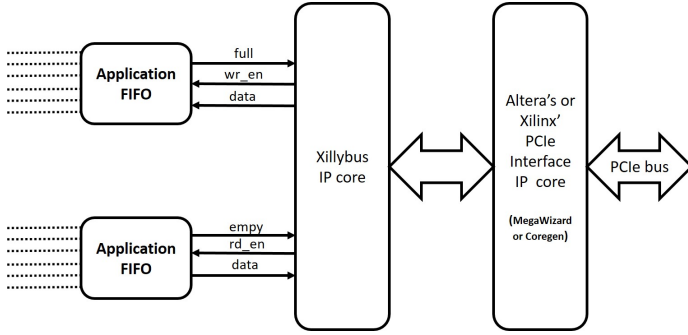 Application
FIFO
full
wr_en
data
Application
FIFO
empy
rd_en
data
Xillybus
IP core
Altera's or
Xilinx'
PCIe
Interface
IP core
(MegaWizard
or Coregen)
PCIe bus